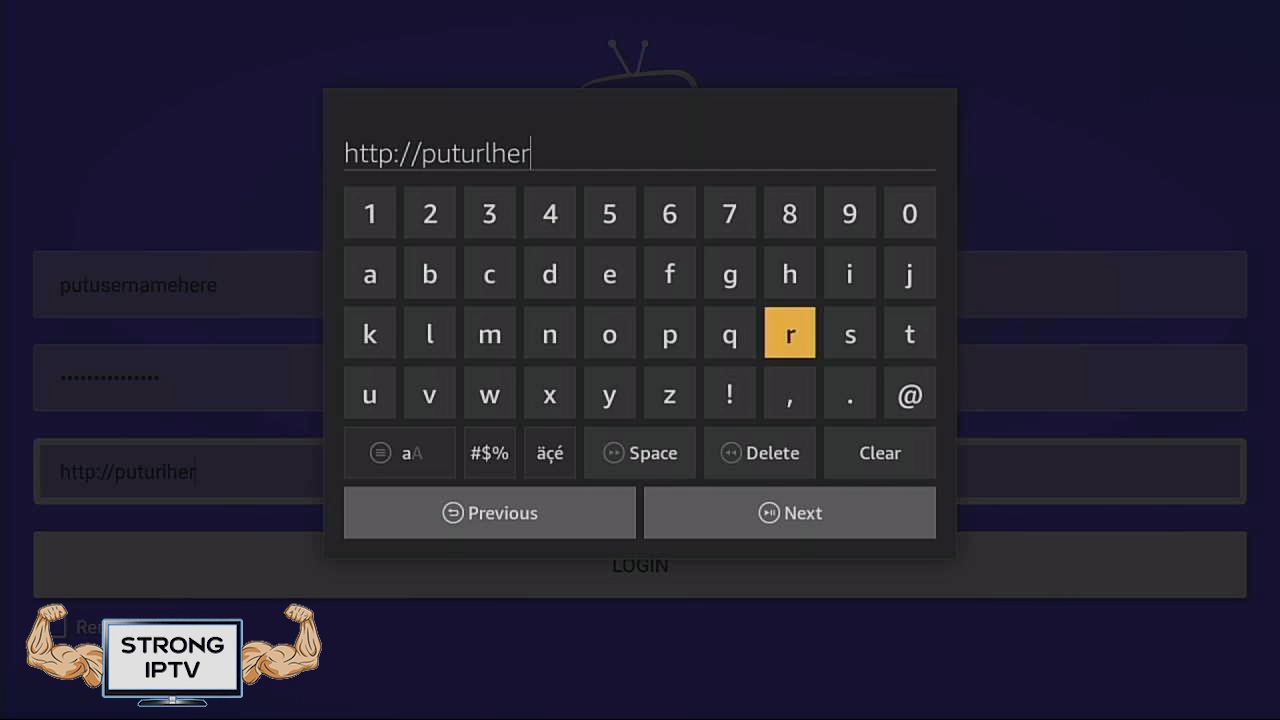 http://puturlher
1 2 3 4 5 6 7 8 9 0
a b c d e f g h i j
k l m n o p q r s t
u v w x y z ! , . @
aA #$% äçé Space Delete Clear
Previous Next
putusernamehere
•••••••••••••••
http://puturlher
LOGIN
STRONG
IPTV